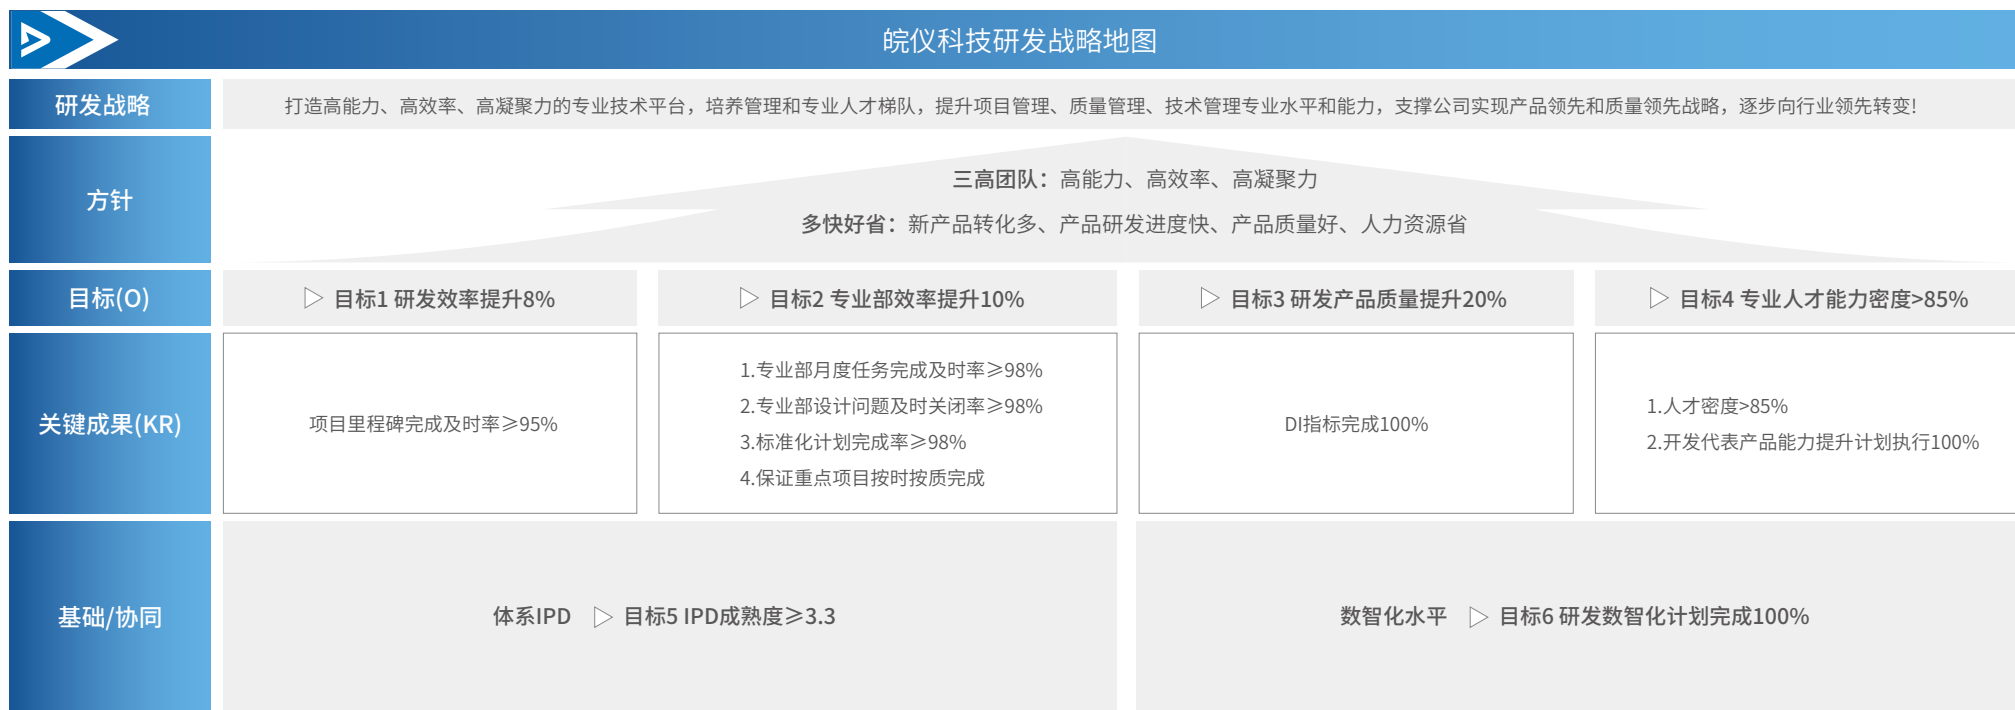 皖仪科技研发战略地图
研发战略
打造高能力、高效率、高凝聚力的专业技术平台，培养管理和专业人才梯队，提升项目管理、质量管理、技术管理专业水平和能力，支撑公司实现产品领先和质量领先战略，逐步向行业领先转变!
方针
三高团队：高能力、高效率、高凝聚力
多快好省：新产品转化多、产品研发进度快、产品质量好、人力资源省
目标(O)
目标1 研发效率提升8%
目标2 专业部效率提升10%
目标3 研发产品质量提升20%
目标4 专业人才能力密度>85%
关键成果(KR)
项目里程碑完成及时率≥95%
1.专业部月度任务完成及时率≥98%
2.专业部设计问题及时关闭率≥98%
3.标准化计划完成率≥98%
4.保证重点项目按时按质完成
DI指标完成100%
1.人才密度>85%
2.开发代表产品能力提升计划执行100%
基础/协同
体系IPD 目标5 IPD成熟度≥3.3
数智化水平 目标6 研发数智化计划完成100%